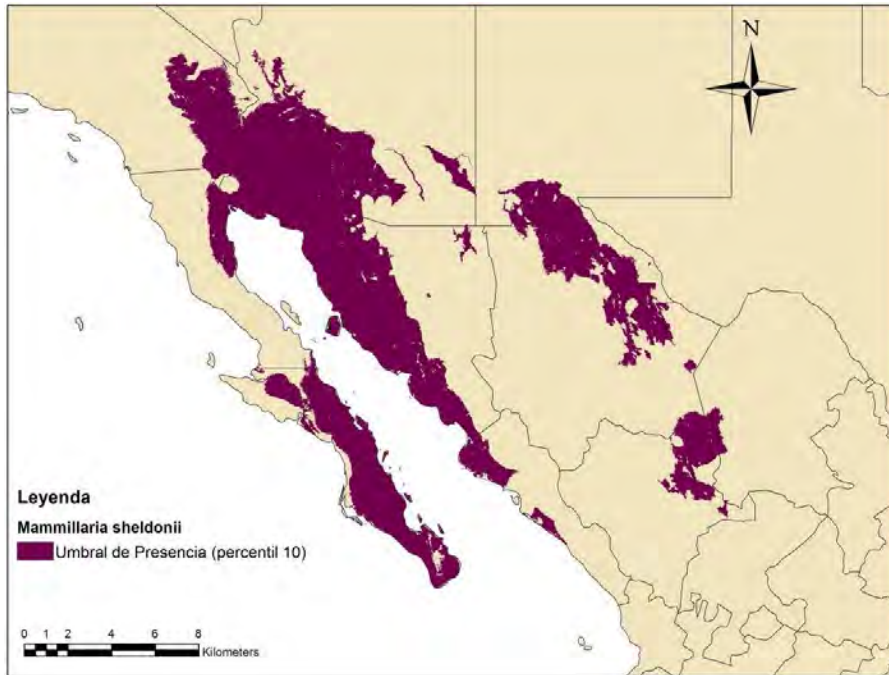 N
Leyenda
Mammillaria sheldonii
Umbral de Presencia (percentil 10)
0 1 2 4 6 8
Kilometers